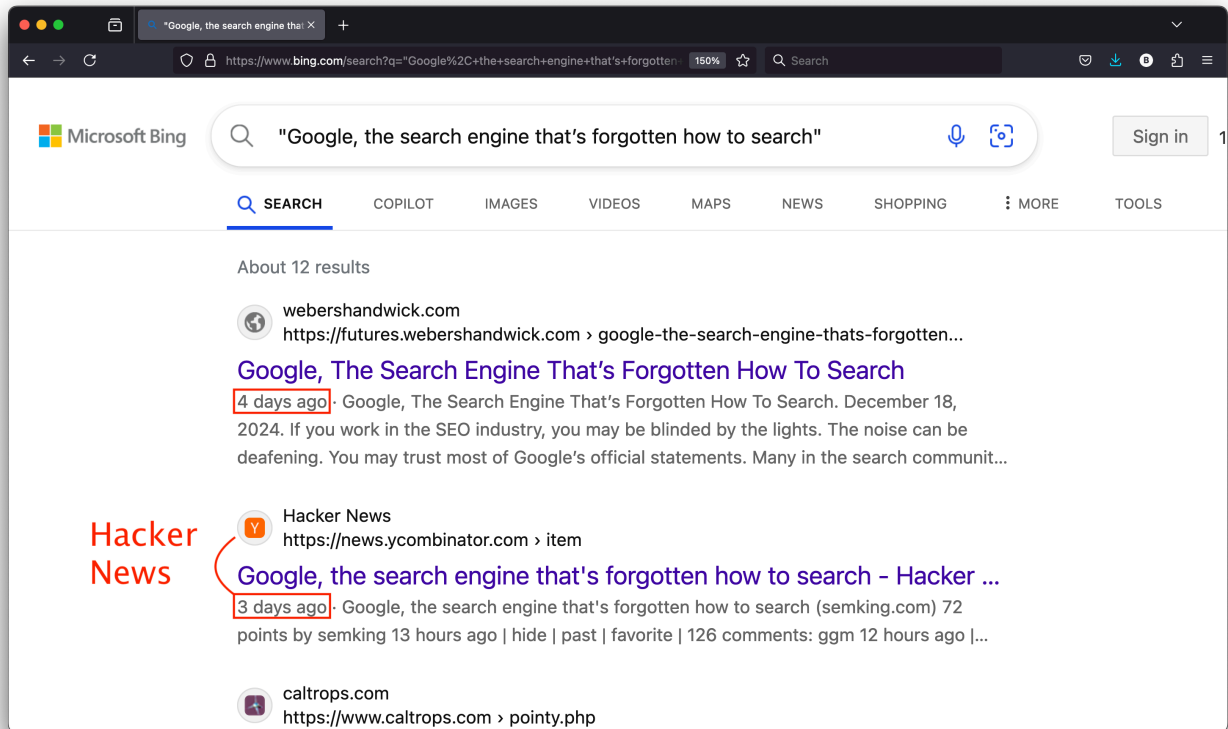 "Google, the search engine that
https://www.bing.com/search?q="Google%2C+the+search+engine+that's+forgotten+
150%
Search
B
Microsoft Bing
"Google, the search engine that’s forgotten how to search"
Sign in
1
SEARCH
COPILOT
IMAGES
VIDEOS
MAPS
NEWS
SHOPPING
MORE
TOOLS
About 12 results
webershandwick.com
https://futures.webershandwick.com › google-the-search-engine-thats-forgotten...
Google, The Search Engine That’s Forgotten How To Search
4 days ago · Google, The Search Engine That’s Forgotten How To Search. December 18,
2024. If you work in the SEO industry, you may be blinded by the lights. The noise can be
deafening. You may trust most of Google’s official statements. Many in the search communit...
Hacker
News
Y
Hacker News
https://news.ycombinator.com › item
Google, the search engine that's forgotten how to search - Hacker ...
3 days ago · Google, the search engine that's forgotten how to search (semking.com) 72
points by semking 13 hours ago | hide | past | favorite | 126 comments: ggm 12 hours ago |...
caltrops.com
https://www.caltrops.com › pointy.php